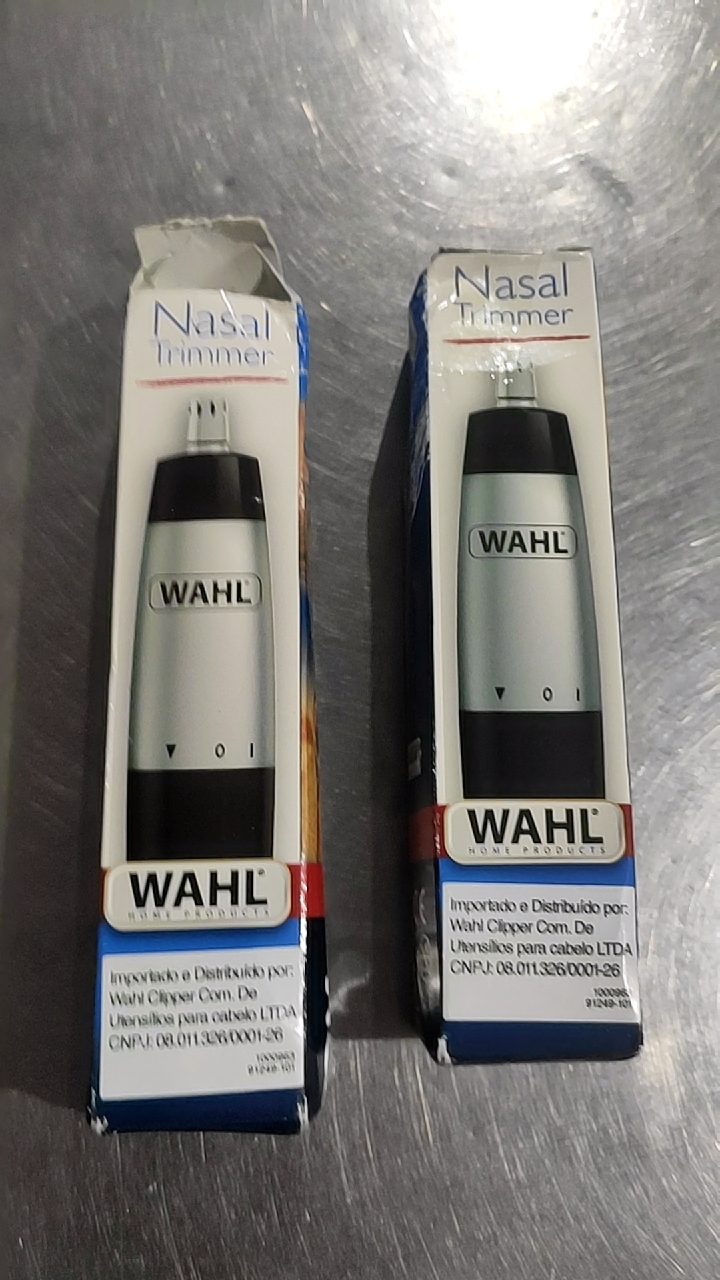 Nasal
Trimmer
WAHL
▼ O I
WAHL®
HOME PRODUCTS
Importado e Distribuído por:
Wahl Clipper Com. De
Utensílios para cabelo LTDA
CNPJ: 08.011.326/0001-26
1000963
91249-101
Nasal
Trimmer
WAHL
▼ O I
WAHL®
HOME PRODUCTS
Importado e Distribuído por:
Wahl Clipper Com. De
Utensílios para cabelo LTDA
CNPJ: 08.011.326/0001-26
91249-101